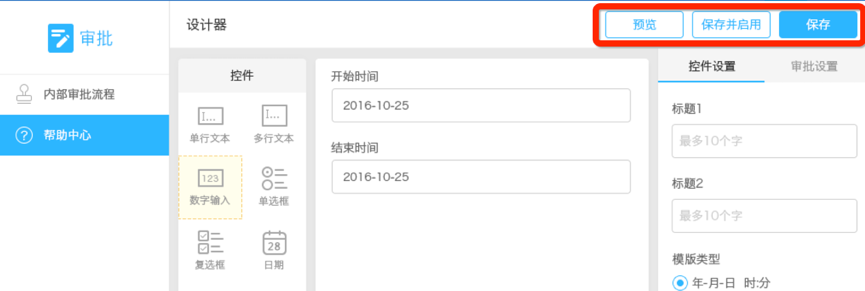 审批
内部审批流程
帮助中心
设计器
预览
保存并启用
保存
控件
I...
单行文本
I...
多行文本
123
数字输入
单选框
复选框
28
日期
开始时间
2016-10-25
结束时间
2016-10-25
控件设置
审批设置
标题1
最多10个字
标题2
最多10个字
模版类型
年-月-日 时:分